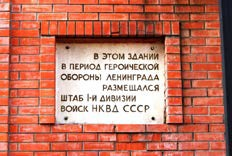 В ЭТОМ ЗДАНИИ
В ПЕРИОД ГЕРОИЧЕСКОЙ
ОБОРОНЫ ЛЕНИНГРАДА
РАЗМЕЩАЛСЯ
ШТАБ 1-й ДИВИЗИИ
ВОЙСК НКВД СССР